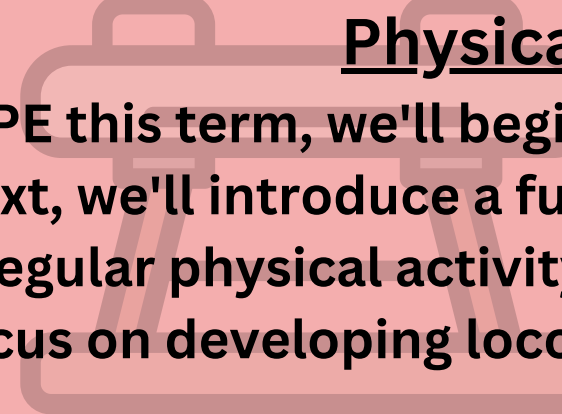 Physica
PE this term, we'll begi
xt, we'll introduce a fu
egular physical activity
cus on developing loco